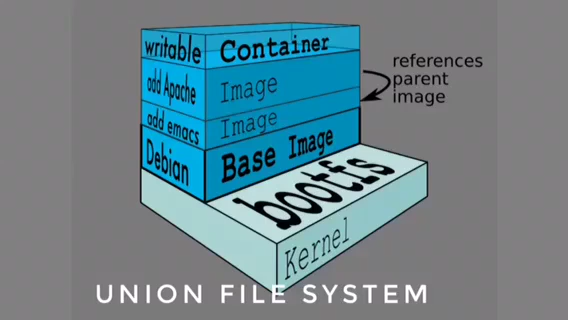 writable Container
add Apache Image
add emacs Image
Debian Base Image
references
parent
image
bootfs
Kernel
UNION FILE SYSTEM